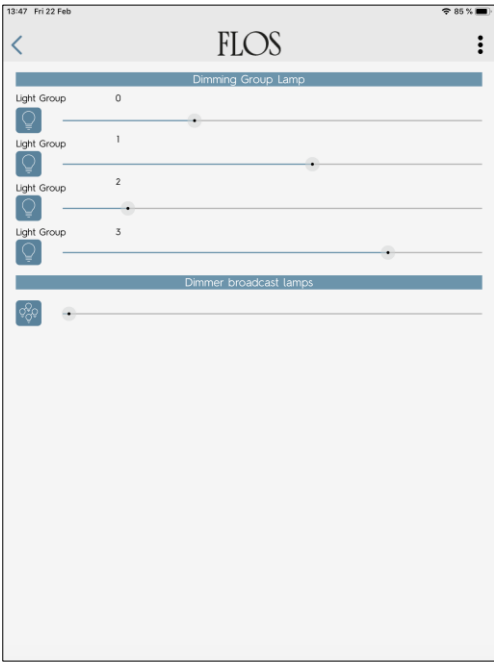 13:47 Fri 22 Feb 85 %
FLOS
Dimming Group Lamp
Light Group 0
Light Group 1
Light Group 2
Light Group 3
Dimmer broadcast lamps